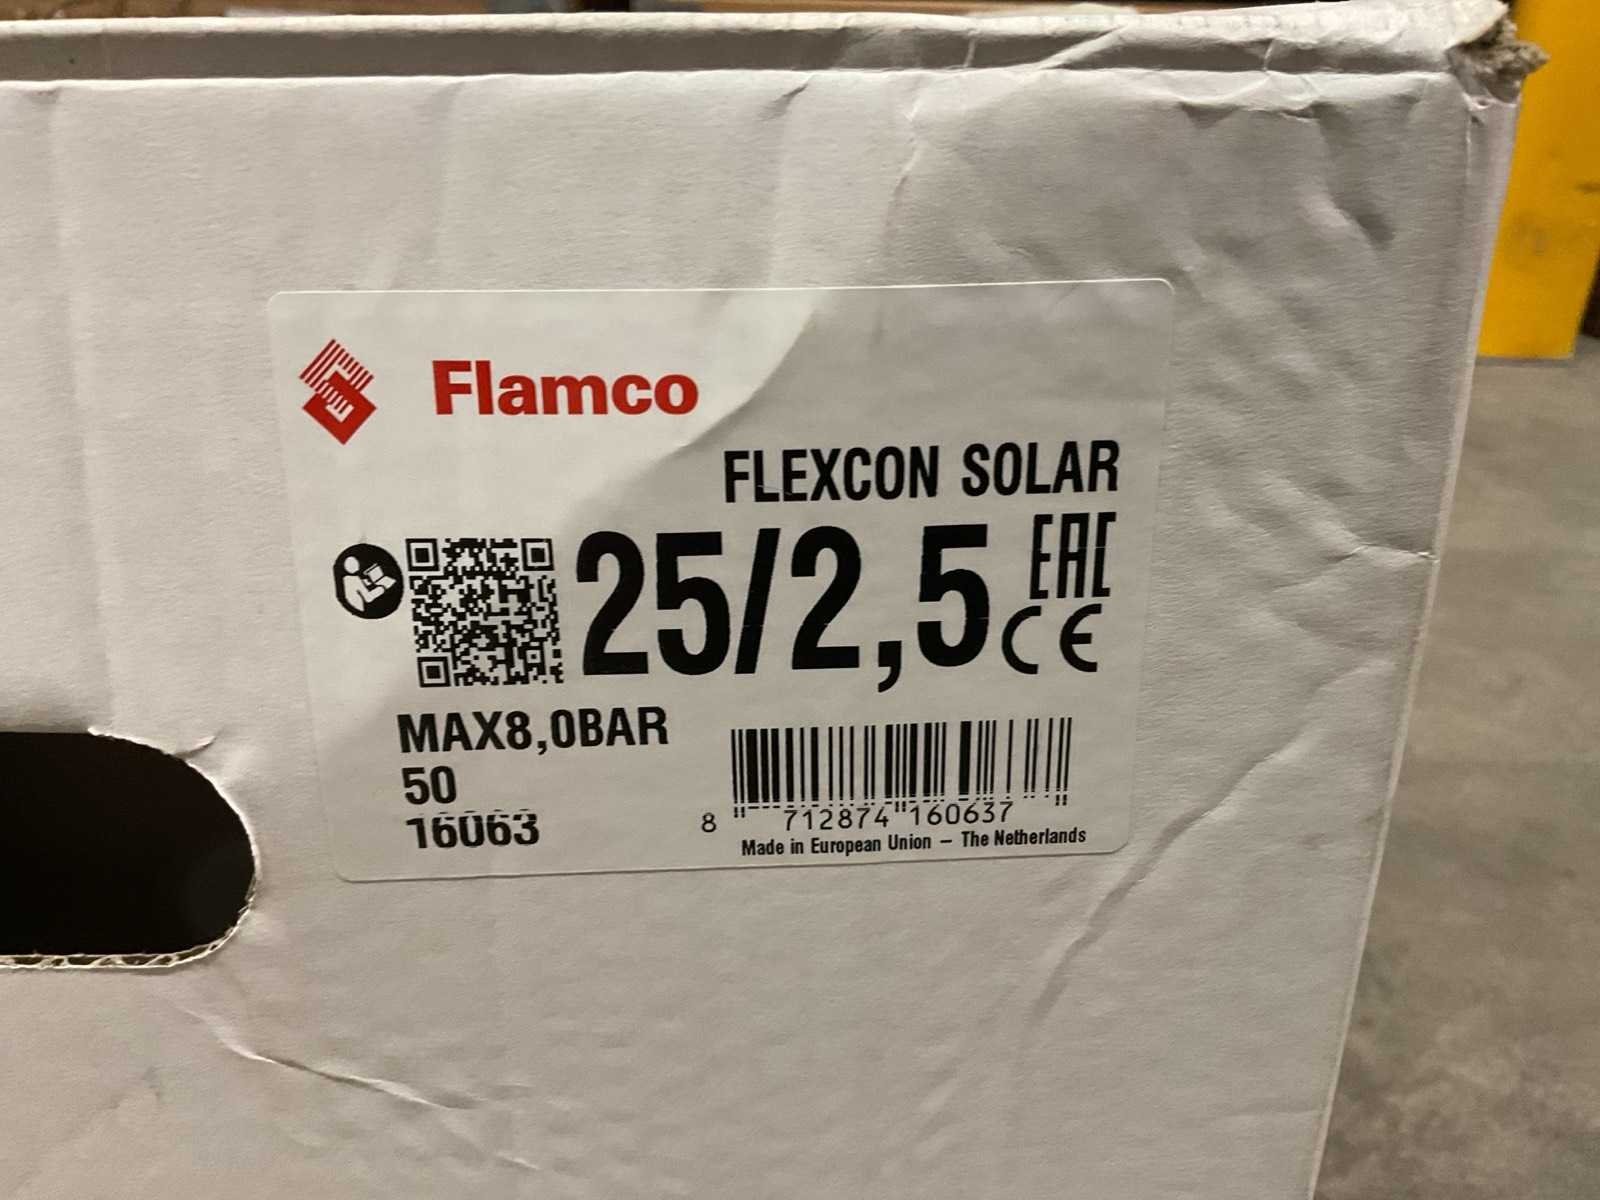 Flamco
FLEXCON SOLAR
25/2,5
EAC
CE
MAX8,0BAR
50
16063
8 712874 160637
Made in European Union – The Netherlands